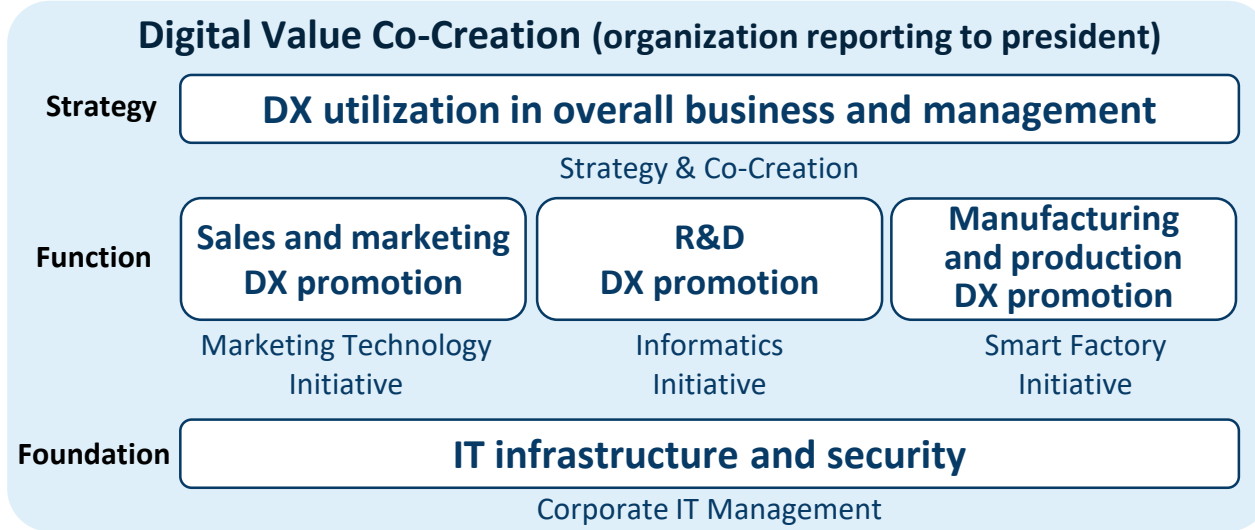 Digital Value Co-Creation (organization reporting to president)
Strategy
DX utilization in overall business and management
Strategy & Co-Creation
Function
Sales and marketing
DX promotion
R&D
DX promotion
Manufacturing
and production
DX promotion
Marketing Technology
Initiative
Informatics
Initiative
Smart Factory
Initiative
Foundation
IT infrastructure and security
Corporate IT Management